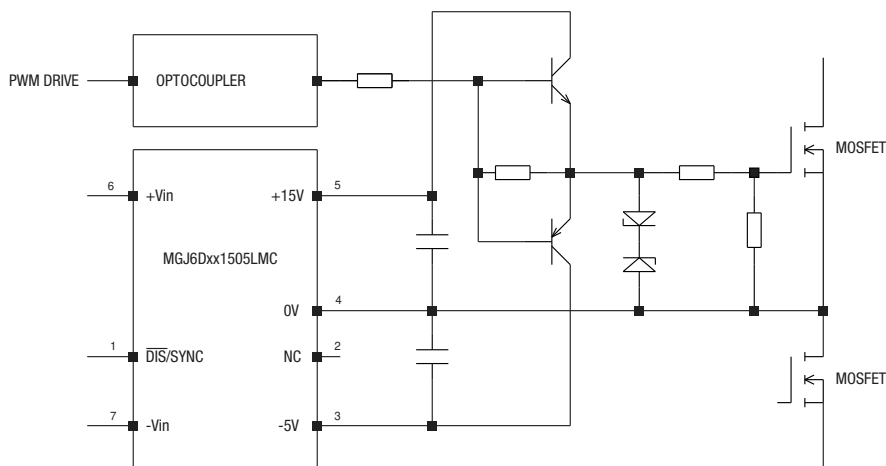 PWM DRIVE
OPTOCOUPLER
MOSFET
6
+Vin
+15V
5
MGJ6Dxx1505LMC
0V
4
1
DIS/SYNC
NC
2
MOSFET
7
-Vin
-5V
3